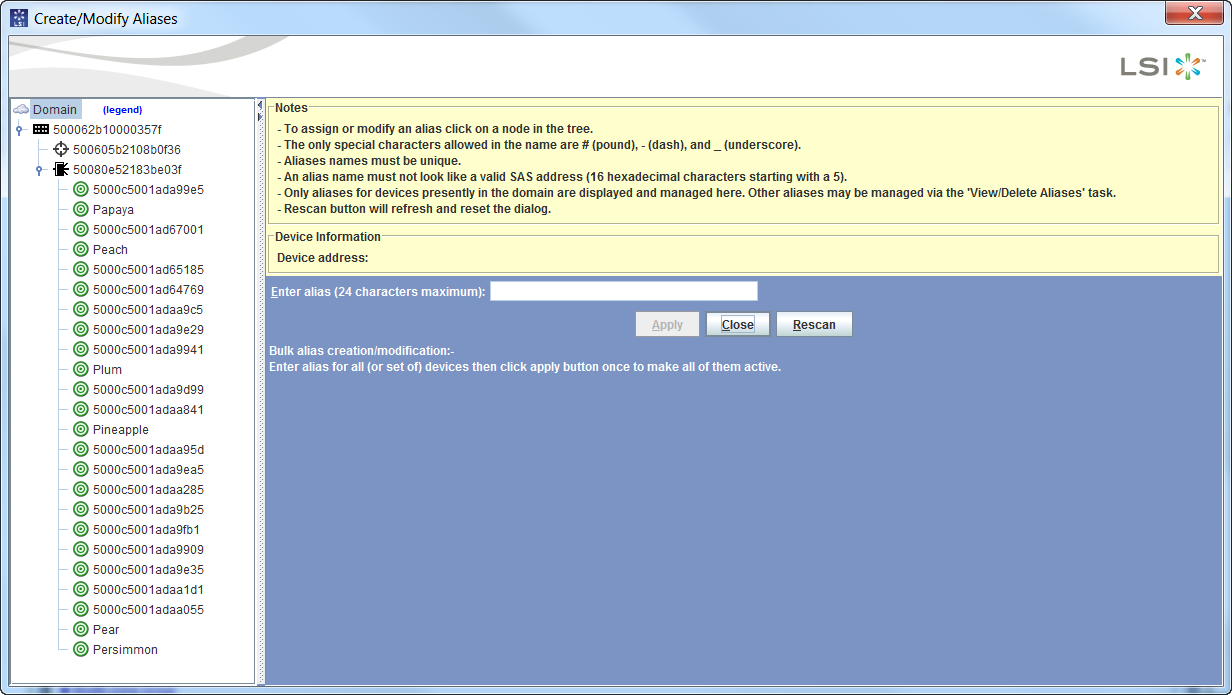 Create/Modify Aliases
LSI
Domain
(legend)
500062b10000357f
500605b2108b0f36
50080e52183be03f
5000c5001ada99e5
Papaya
5000c5001ad67001
Peach
5000c5001ad65185
5000c5001ad64769
5000c5001adaa9c5
5000c5001ada9e29
5000c5001ada9941
Plum
5000c5001ada9d99
5000c5001adaa841
Pineapple
5000c5001adaa95d
5000c5001ada9ea5
5000c5001adaa285
5000c5001ada9b25
5000c5001ada9fb1
5000c5001ada9909
5000c5001ada9e35
5000c5001adaa1d1
5000c5001adaa055
Pear
Persimmon
Notes
- To assign or modify an alias click on a node in the tree.
- The only special characters allowed in the name are # (pound), - (dash), and _ (underscore).
- Aliases names must be unique.
- An alias name must not look like a valid SAS address (16 hexadecimal characters starting with a 5).
- Only aliases for devices presently in the domain are displayed and managed here. Other aliases may be managed via the 'View/Delete Aliases' task.
- Rescan button will refresh and reset the dialog.
Device Information
Device address:
Enter alias (24 characters maximum):
Apply
Close
Rescan
Bulk alias creation/modification:-
Enter alias for all (or set of) devices then click apply button once to make all of them active.